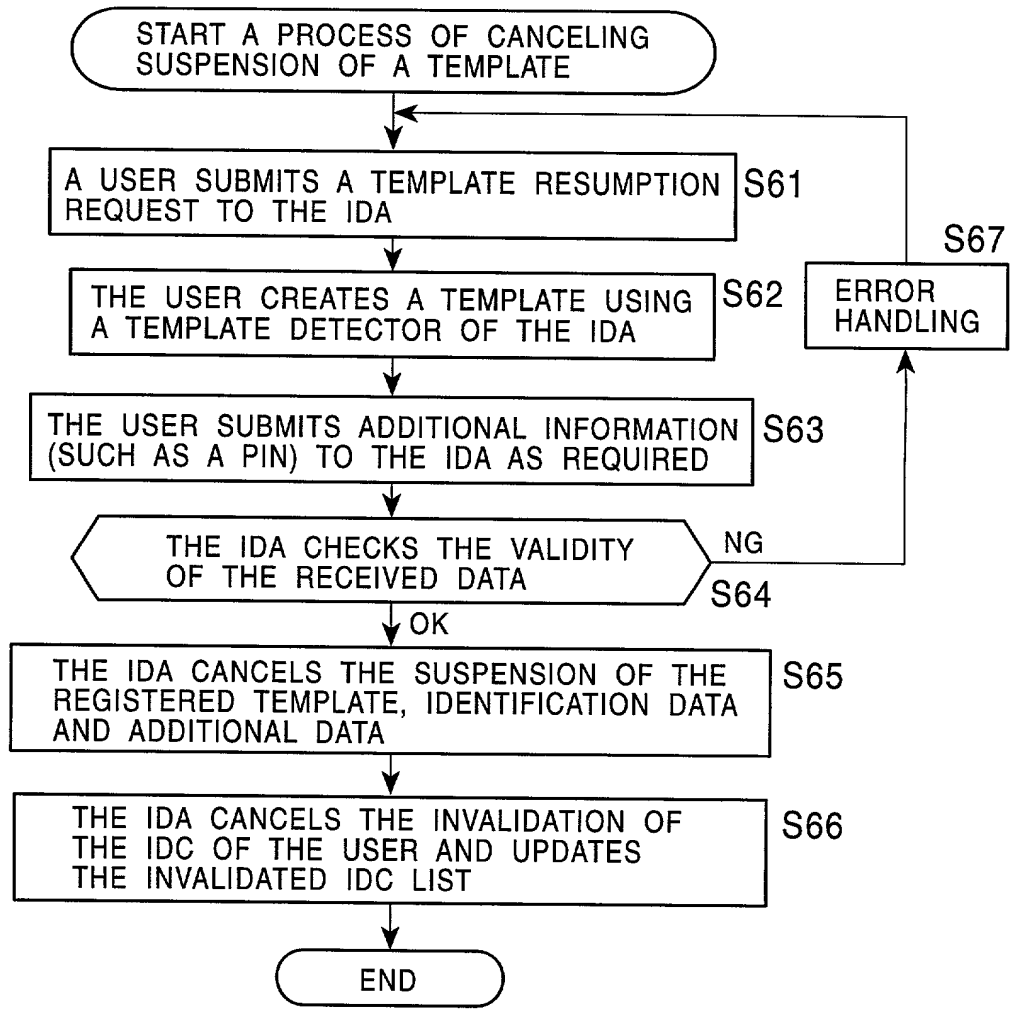 START A PROCESS OF CANCELING
SUSPENSION OF A TEMPLATE
A USER SUBMITS A TEMPLATE RESUMPTION
REQUEST TO THE IDA
S61
THE USER CREATES A TEMPLATE USING
A TEMPLATE DETECTOR OF THE IDA
S62
S67
ERROR
HANDLING
THE USER SUBMITS ADDITIONAL INFORMATION
(SUCH AS A PIN) TO THE IDA AS REQUIRED
S63
THE IDA CHECKS THE VALIDITY
OF THE RECEIVED DATA
NG
S64
OK
THE IDA CANCELS THE SUSPENSION OF THE
REGISTERED TEMPLATE, IDENTIFICATION DATA
AND ADDITIONAL DATA
S65
THE IDA CANCELS THE INVALIDATION OF
THE IDC OF THE USER AND UPDATES
THE INVALIDATED IDC LIST
S66
END